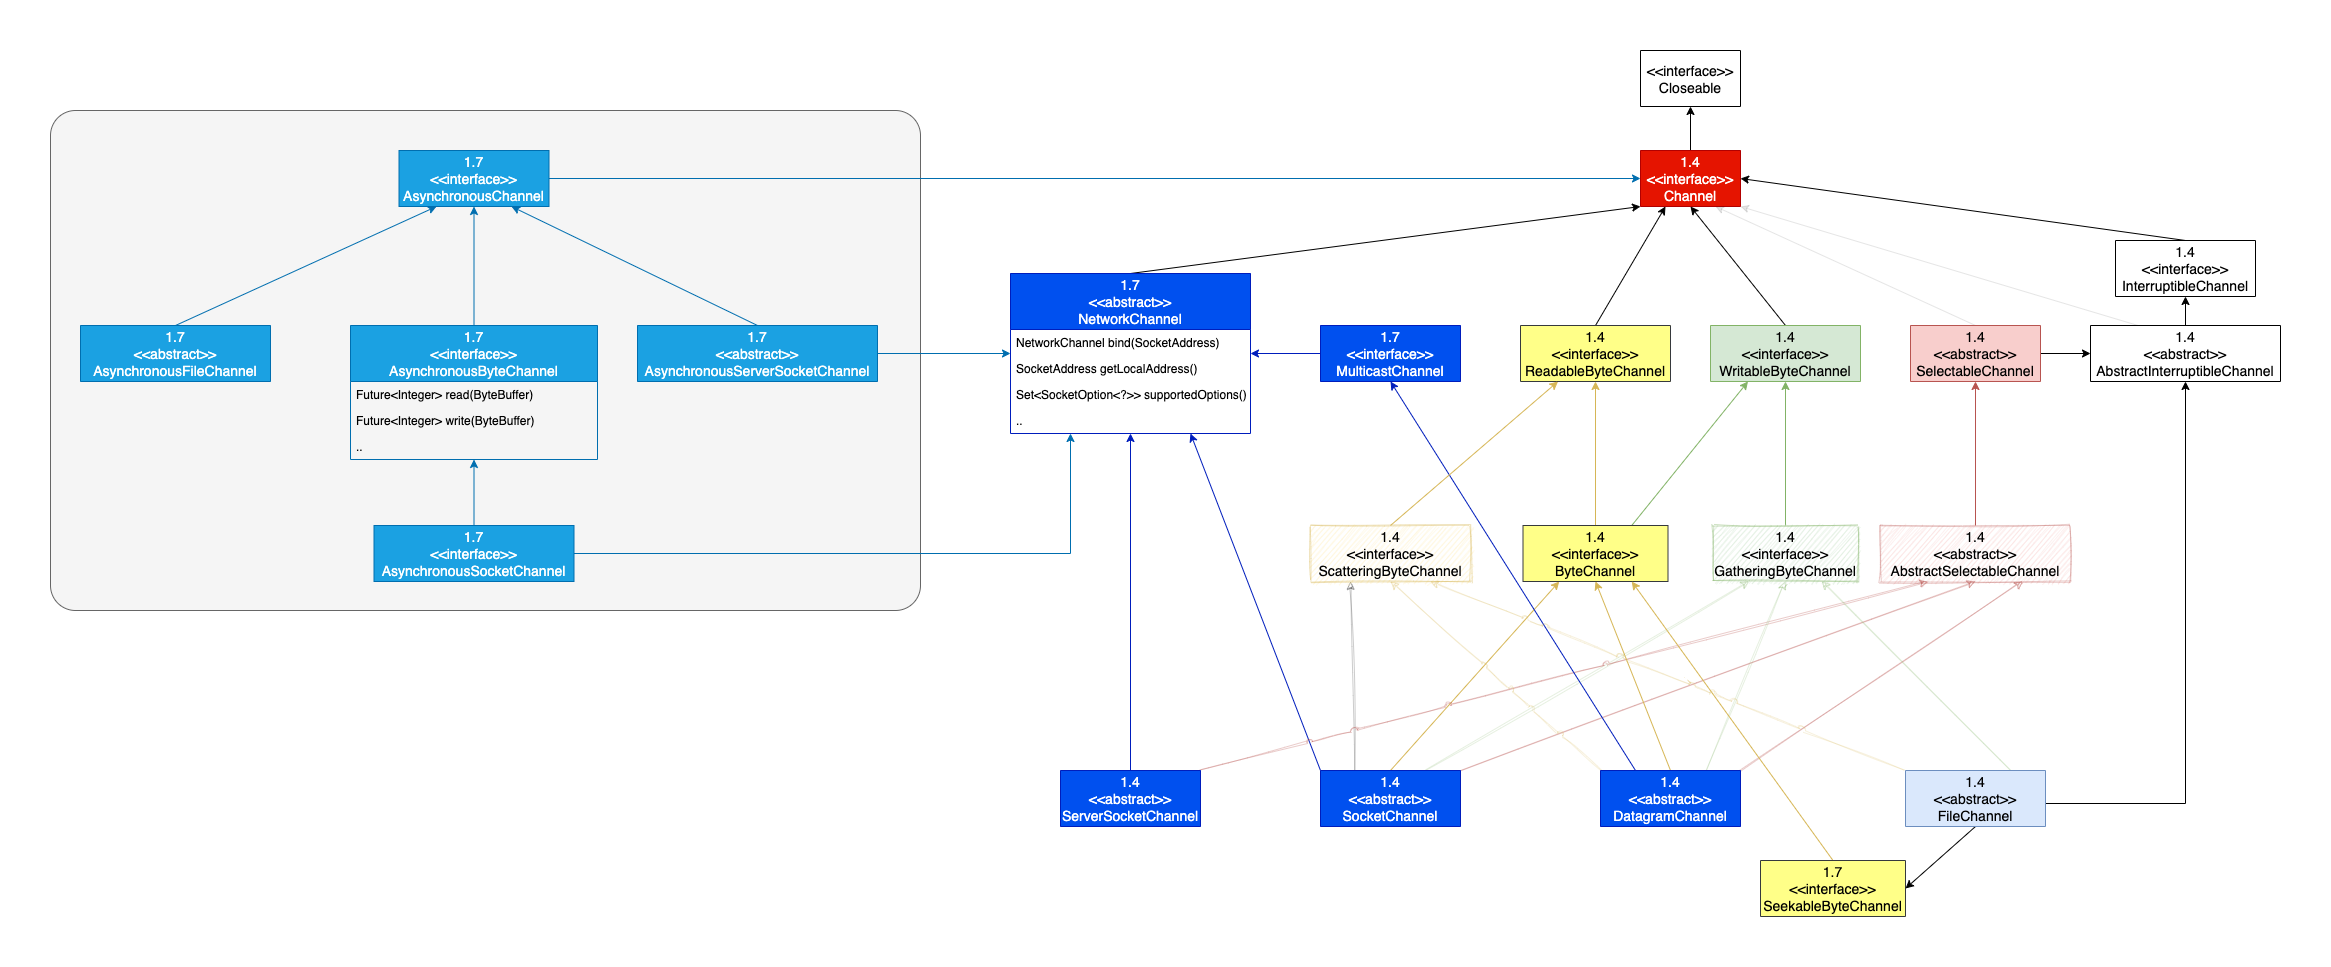 <<interface>>
Closeable
1.7
<<interface>>
AsynchronousChannel
1.4
<<interface>>
Channel
1.4
<<interface>>
InterruptibleChannel
1.7
<<abstract>>
NetworkChannel
NetworkChannel bind(SocketAddress)
SocketAddress getLocalAddress()
Set<SocketOption<?>> supportedOptions()
..
1.7
<<abstract>>
AsynchronousFileChannel
1.7
<<interface>>
AsynchronousByteChannel
Future<Integer> read(ByteBuffer)
Future<Integer> write(ByteBuffer)
..
1.7
<<abstract>>
AsynchronousServerSocketChannel
1.7
<<interface>>
MulticastChannel
1.4
<<interface>>
ReadableByteChannel
1.4
<<interface>>
WritableByteChannel
1.4
<<abstract>>
SelectableChannel
1.4
<<abstract>>
AbstractInterruptibleChannel
1.7
<<interface>>
AsynchronousSocketChannel
1.4
<<interface>>
ScatteringByteChannel
1.4
<<interface>>
ByteChannel
1.4
<<interface>>
GatheringByteChannel
1.4
<<abstract>>
AbstractSelectableChannel
1.4
<<abstract>>
ServerSocketChannel
1.4
<<abstract>>
SocketChannel
1.4
<<abstract>>
DatagramChannel
1.4
<<abstract>>
FileChannel
1.7
<<interface>>
SeekableByteChannel